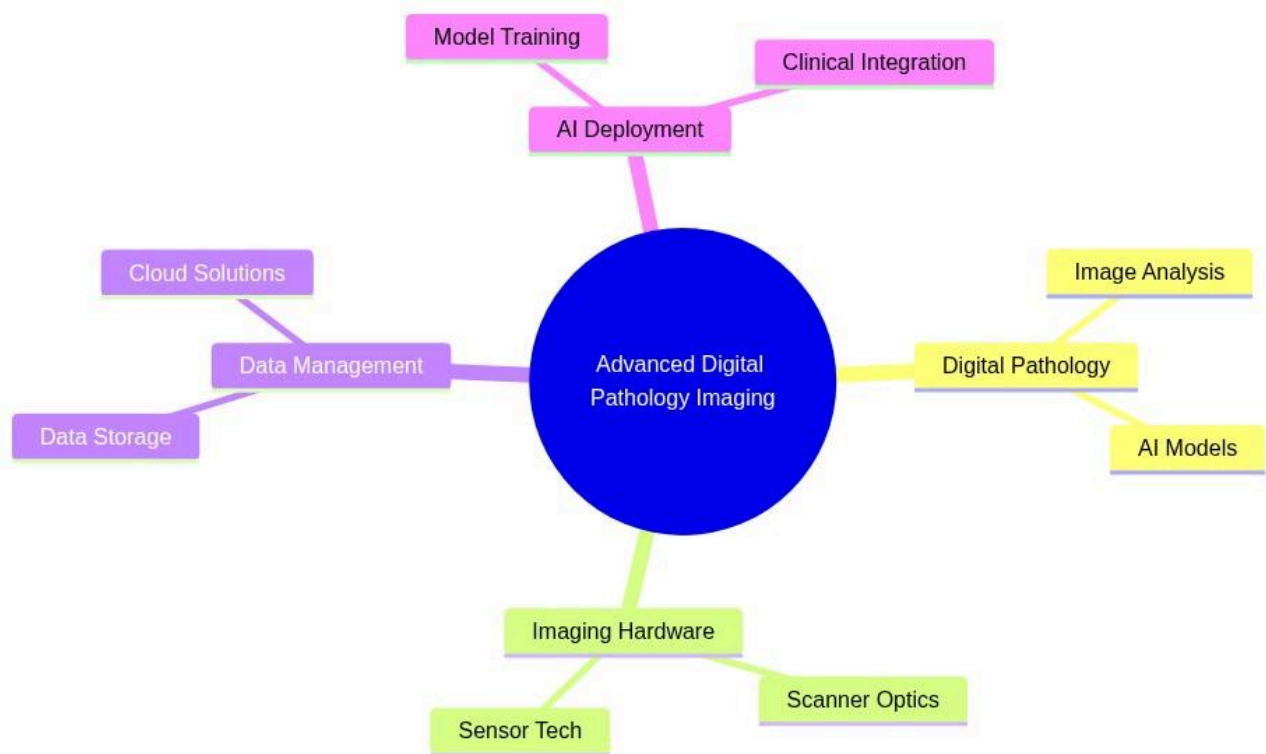 Model Training
Clinical Integration
AI Deployment
Cloud Solutions
Image Analysis
Data Management
Advanced Digital
Pathology Imaging
Digital Pathology
Data Storage
AI Models
Imaging Hardware
Scanner Optics
Sensor Tech